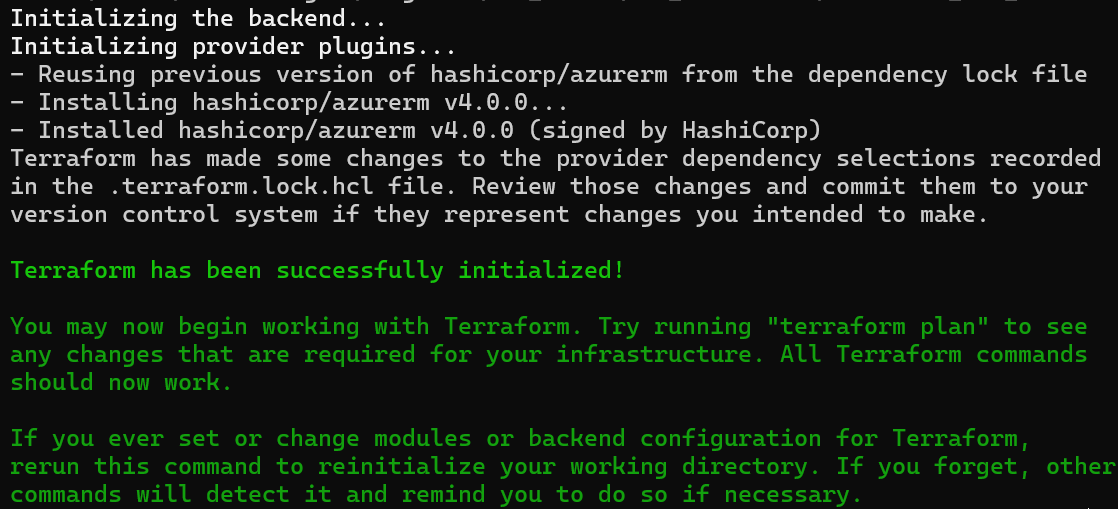 Initializing the backend...
Initializing provider plugins...
- Reusing previous version of hashicorp/azurerm from the dependency lock file
- Installing hashicorp/azurerm v4.0.0...
- Installed hashicorp/azurerm v4.0.0 (signed by HashiCorp)
Terraform has made some changes to the provider dependency selections recorded
in the .terraform.lock.hcl file. Review those changes and commit them to your
version control system if they represent changes you intended to make.
Terraform has been successfully initialized!
You may now begin working with Terraform. Try running "terraform plan" to see
any changes that are required for your infrastructure. All Terraform commands
should now work.
If you ever set or change modules or backend configuration for Terraform,
rerun this command to reinitialize your working directory. If you forget, other
commands will detect it and remind you to do so if necessary.